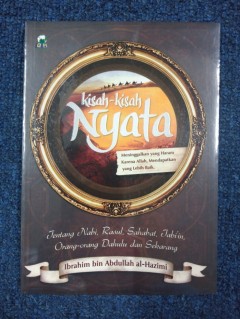 kisah-kisah
Nyata
Meninggalkan yang Haram
Karena Allah, Mendapatkan
yang Lebih Baik.
Tentang Nabi, Rasul, Sahabat, Tabi'in,
Orang-orang Dahulu dan Sekarang
Ibrahim bin Abdullah al-Hazimi